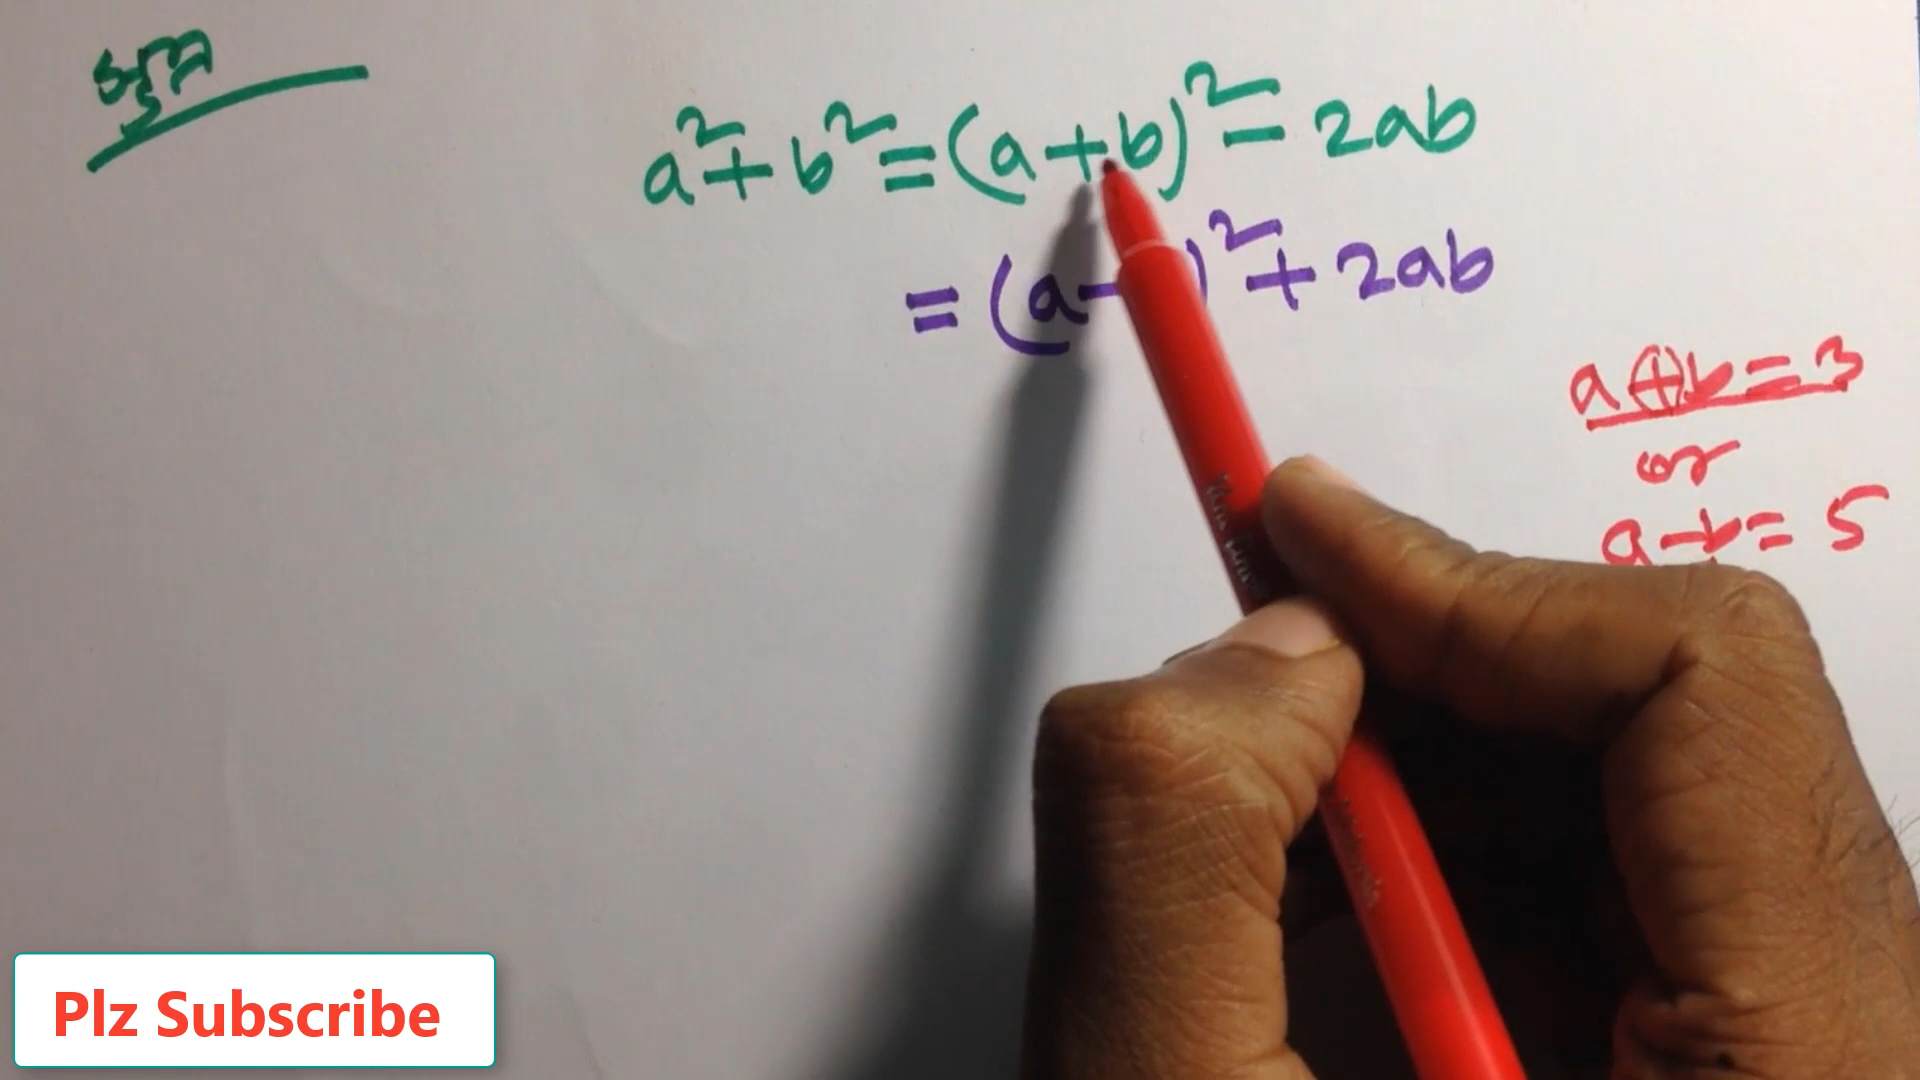 সূত্র
a² + b² = (a + b)² - 2ab
= (a - )² + 2ab
a + b = 3
or
a - b = 5
Plz Subscribe